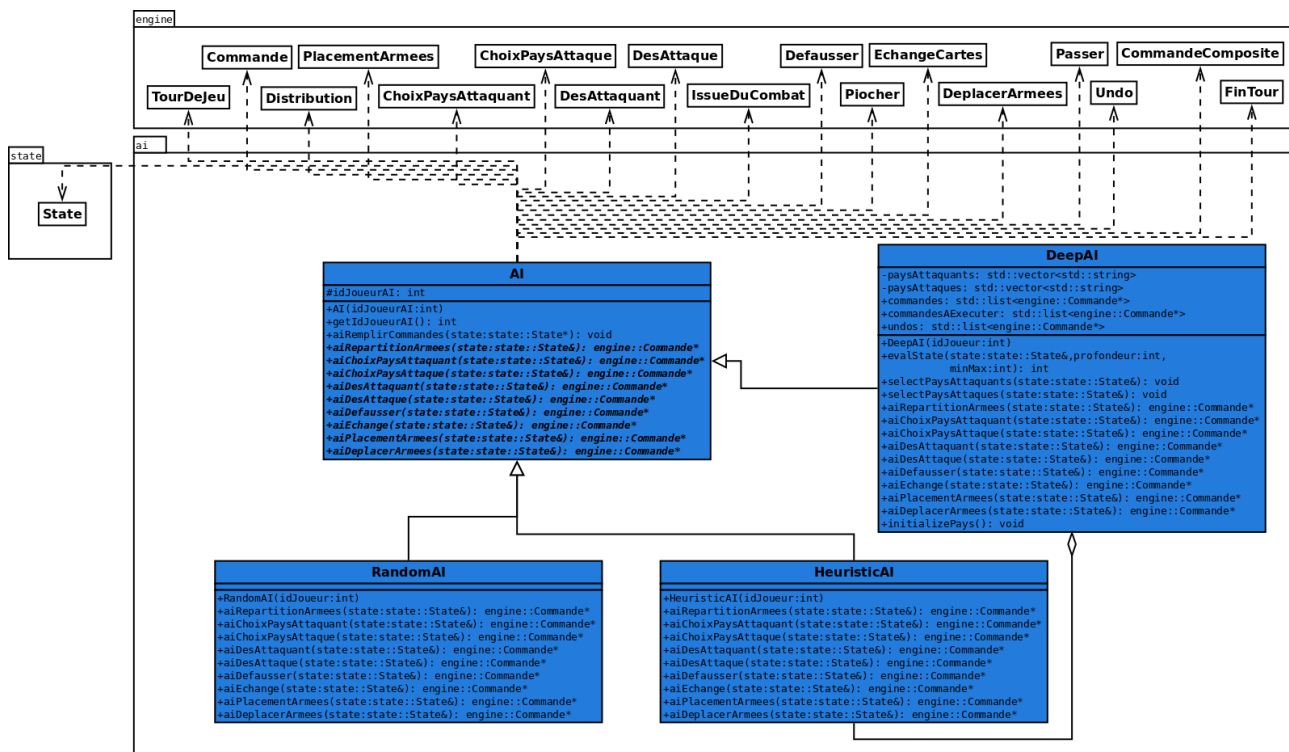 engine
Commande
PlacementArmees
ChoixPaysAttaque
DesAttaque
Defausser
EchangeCartes
Passer
CommandeComposite
TourDeJeu
Distribution
ChoixPaysAttaquant
DesAttaquant
IssueDuCombat
Piocher
DeplacerArmees
Undo
FinTour
state
State
ai
AI
#idJoueurAI: int
+AI(idJoueurAI:int)
+getIdJoueurAI(): int
+aiRemplirCommandes(state:state::State*): void
+aiRepartitionArmees(state:state::State&): engine::Commande*
+aiChoixPaysAttaquant(state:state::State&): engine::Commande*
+aiChoixPaysAttaque(state:state::State&): engine::Commande*
+aiDesAttaquant(state:state::State&): engine::Commande*
+aiDesAttaque(state:state::State&): engine::Commande*
+aiDefausser(state:state::State&): engine::Commande*
+aiEchange(state:state::State&): engine::Commande*
+aiPlacementArmees(state:state::State&): engine::Commande*
+aiDeplacerArmees(state:state::State&): engine::Commande*
DeepAI
-paysAttaquants: std::vector<std::string>
-paysAttaques: std::vector<std::string>
+commandes: std::list<engine::Commande*>
+commandesAExecuter: std::list<engine::Commande*>
+undos: std::list<engine::Commande*>
+DeepAI(idJoueur:int)
+evalState(state:state::State&,profondeur:int,
minMax:int): int
+selectPaysAttaquants(state:state::State&): void
+selectPaysAttaques(state:state::State&): void
+aiRepartitionArmees(state:state::State&): engine::Commande*
+aiChoixPaysAttaquant(state:state::State&): engine::Commande*
+aiChoixPaysAttaque(state:state::State&): engine::Commande*
+aiDesAttaquant(state:state::State&): engine::Commande*
+aiDesAttaque(state:state::State&): engine::Commande*
+aiDefausser(state:state::State&): engine::Commande*
+aiEchange(state:state::State&): engine::Commande*
+aiPlacementArmees(state:state::State&): engine::Commande*
+aiDeplacerArmees(state:state::State&): engine::Commande*
+initializePays(): void
RandomAI
+RandomAI(idJoueur:int)
+aiRepartitionArmees(state:state::State&): engine::Commande*
+aiChoixPaysAttaquant(state:state::State&): engine::Commande*
+aiChoixPaysAttaque(state:state::State&): engine::Commande*
+aiDesAttaquant(state:state::State&): engine::Commande*
+aiDesAttaque(state:state::State&): engine::Commande*
+aiDefausser(state:state::State&): engine::Commande*
+aiEchange(state:state::State&): engine::Commande*
+aiPlacementArmees(state:state::State&): engine::Commande*
+aiDeplacerArmees(state:state::State&): engine::Commande*
HeuristicAI
+HeuristicAI(idJoueur:int)
+aiRepartitionArmees(state:state::State&): engine::Commande*
+aiChoixPaysAttaquant(state:state::State&): engine::Commande*
+aiChoixPaysAttaque(state:state::State&): engine::Commande*
+aiDesAttaquant(state:state::State&): engine::Commande*
+aiDesAttaque(state:state::State&): engine::Commande*
+aiDefausser(state:state::State&): engine::Commande*
+aiEchange(state:state::State&): engine::Commande*
+aiPlacementArmees(state:state::State&): engine::Commande*
+aiDeplacerArmees(state:state::State&): engine::Commande*